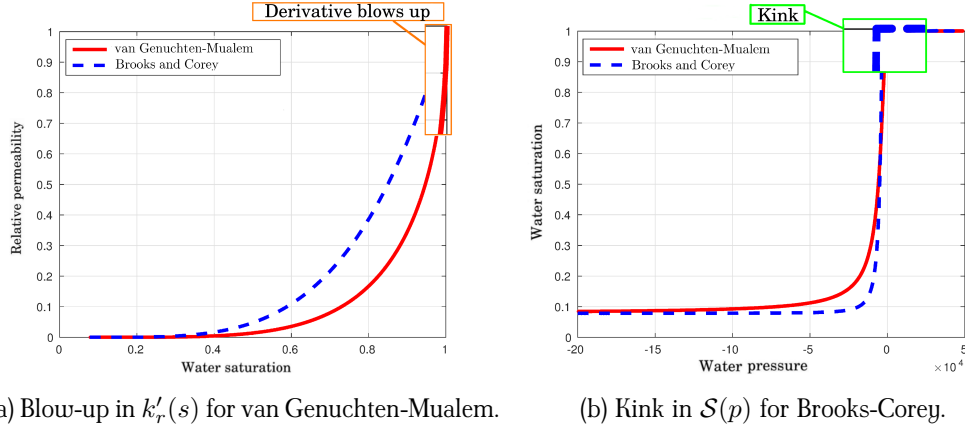 Derivative blows up
van Genuchten-Mualem
Brooks and Corey
Relative permeability
1
0.9
0.8
0.7
0.6
0.5
0.4
0.3
0.2
0.1
0
0
0.2
0.4
0.6
0.8
1
Water saturation
a) Blow-up in k′r(s) for van Genuchten-Mualem.
Kink
van Genuchten-Mualem
Brooks and Corey
Water saturation
1
0.9
0.8
0.7
0.6
0.5
0.4
0.3
0.2
0.1
0
-20
-15
-10
-5
0
5
×10⁴
Water pressure
(b) Kink in S(p) for Brooks-Corey.